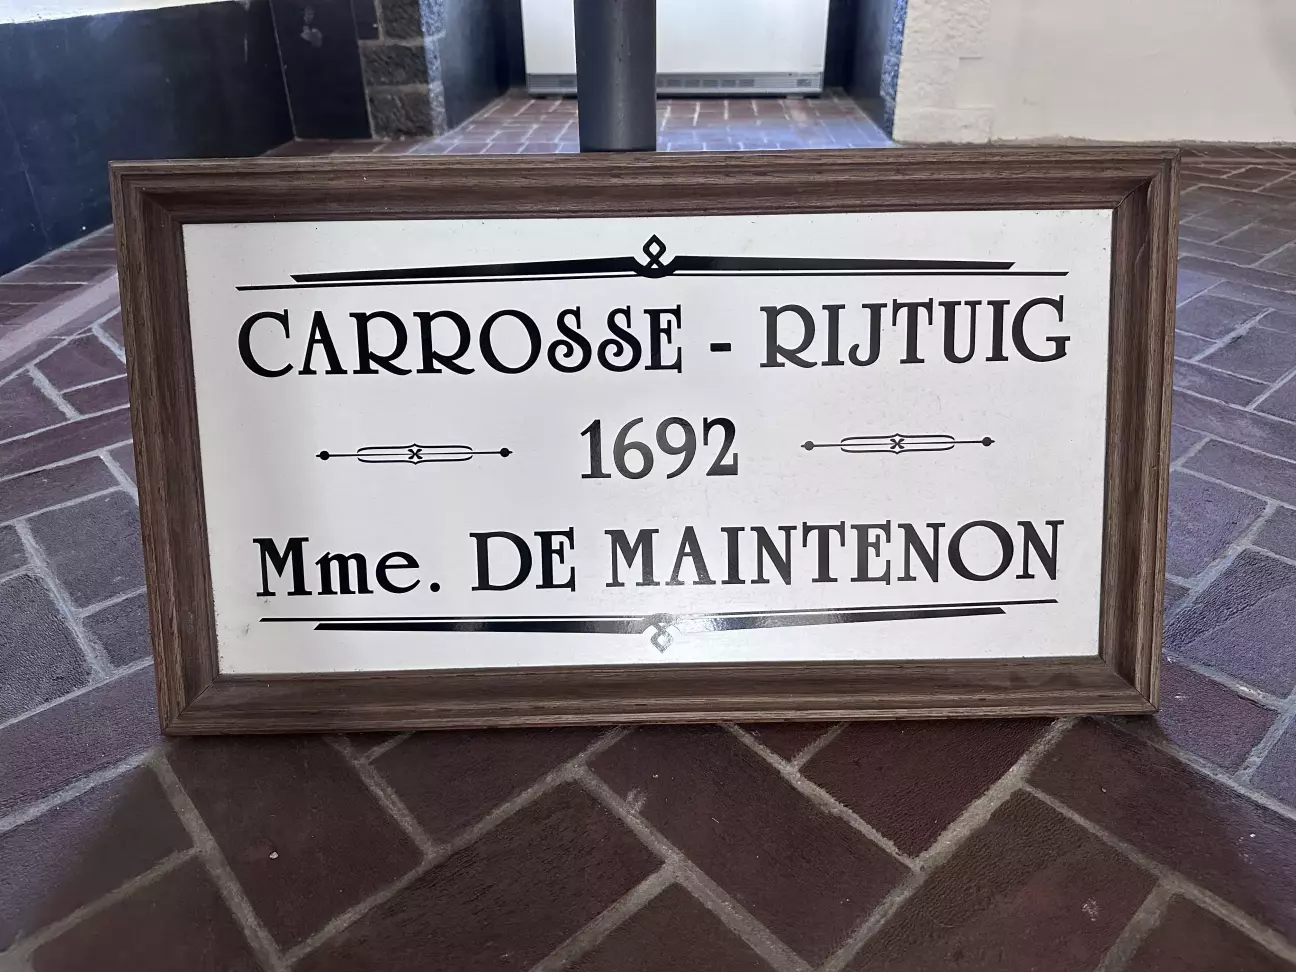 CARROSSE - RIJTUIG
1692
Mme. DE MAINTENON